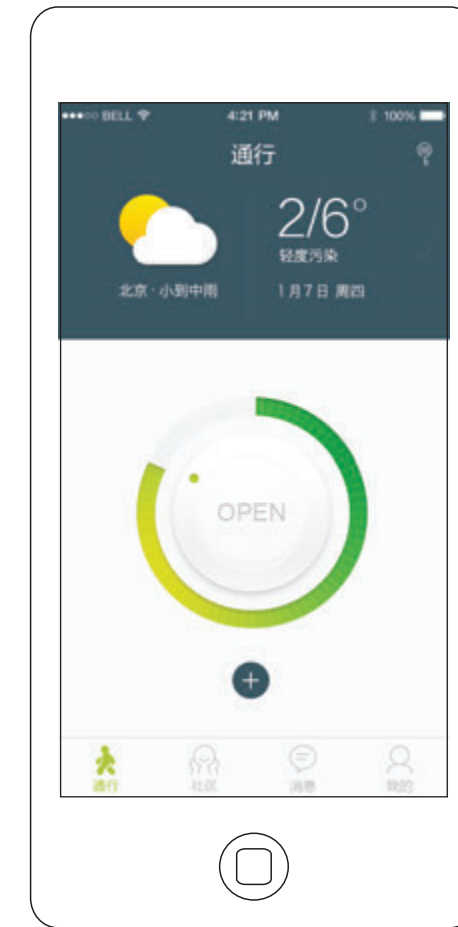 BELL 4:21 PM 100%
通行
2/6°
轻度污染
北京·小到中雨 1月7日 周四
OPEN
通行 社区 消息 我的